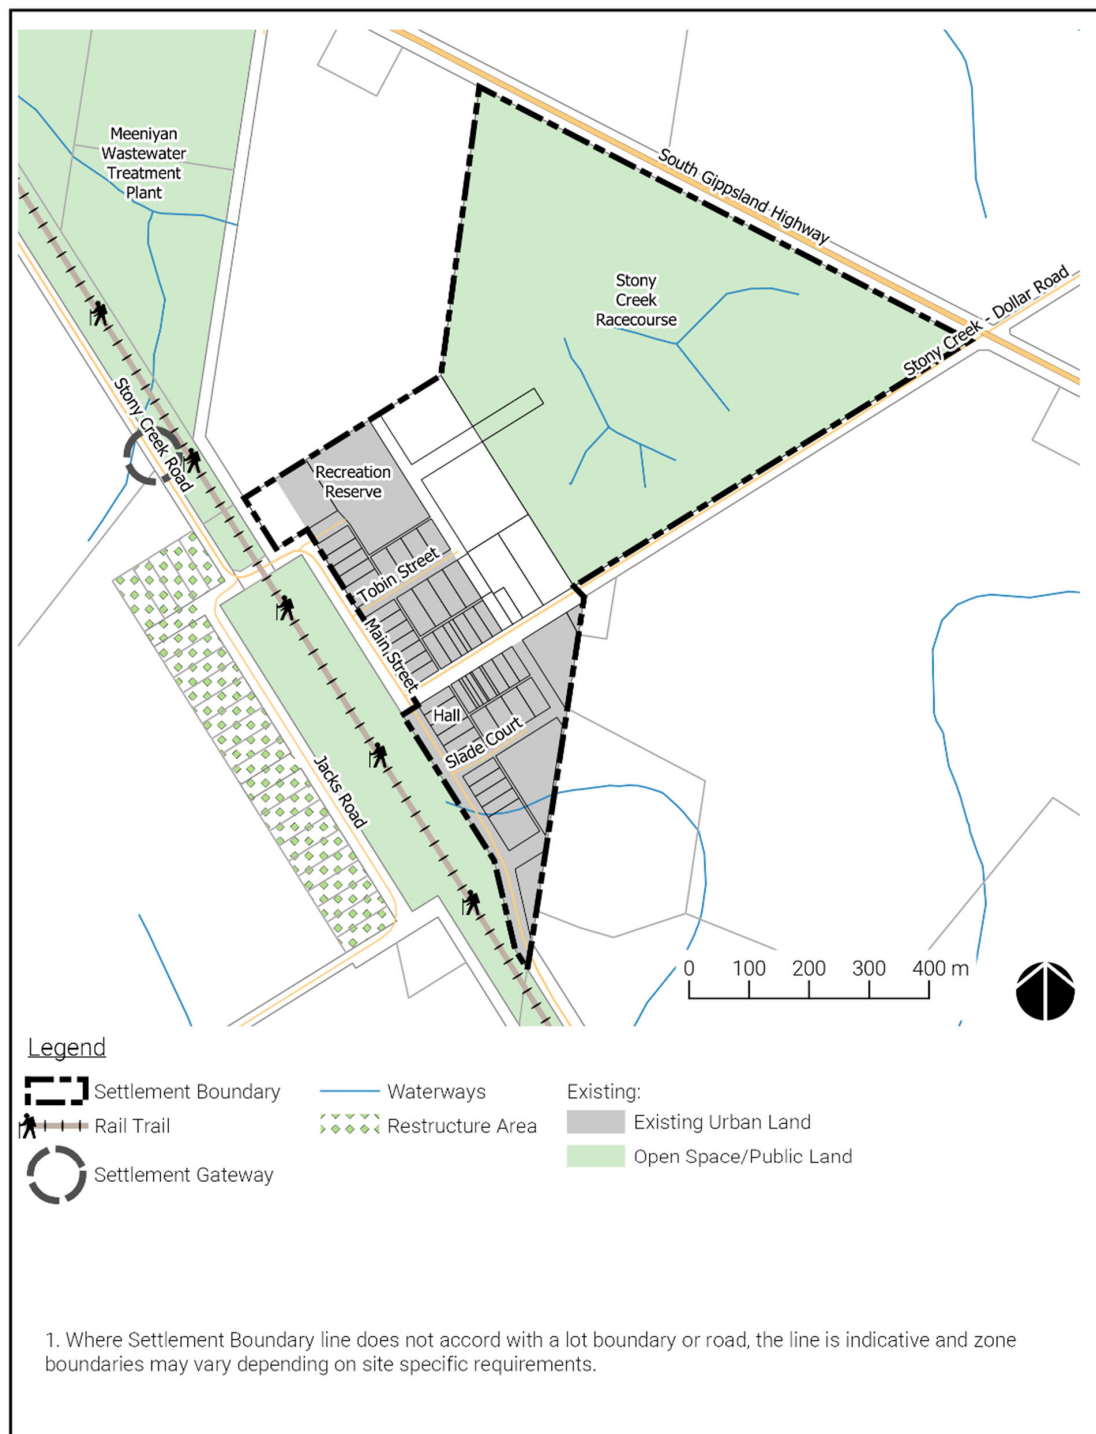 Meeniyan
Wastewater
Treatment
Plant
South Gippsland Highway
Stony
Creek
Racecourse
Stony Creek - Dollar Road
Stony Creek Road
Recreation
Reserve
Tobin Street
Main Street
Hall
Slade Court
Jacks Road
0 100 200 300 400 m
Legend
Settlement Boundary
Rail Trail
Settlement Gateway
Waterways
Restructure Area
Existing:
Existing Urban Land
Open Space/Public Land
1. Where Settlement Boundary line does not accord with a lot boundary or road, the line is indicative and zone
boundaries may vary depending on site specific requirements.